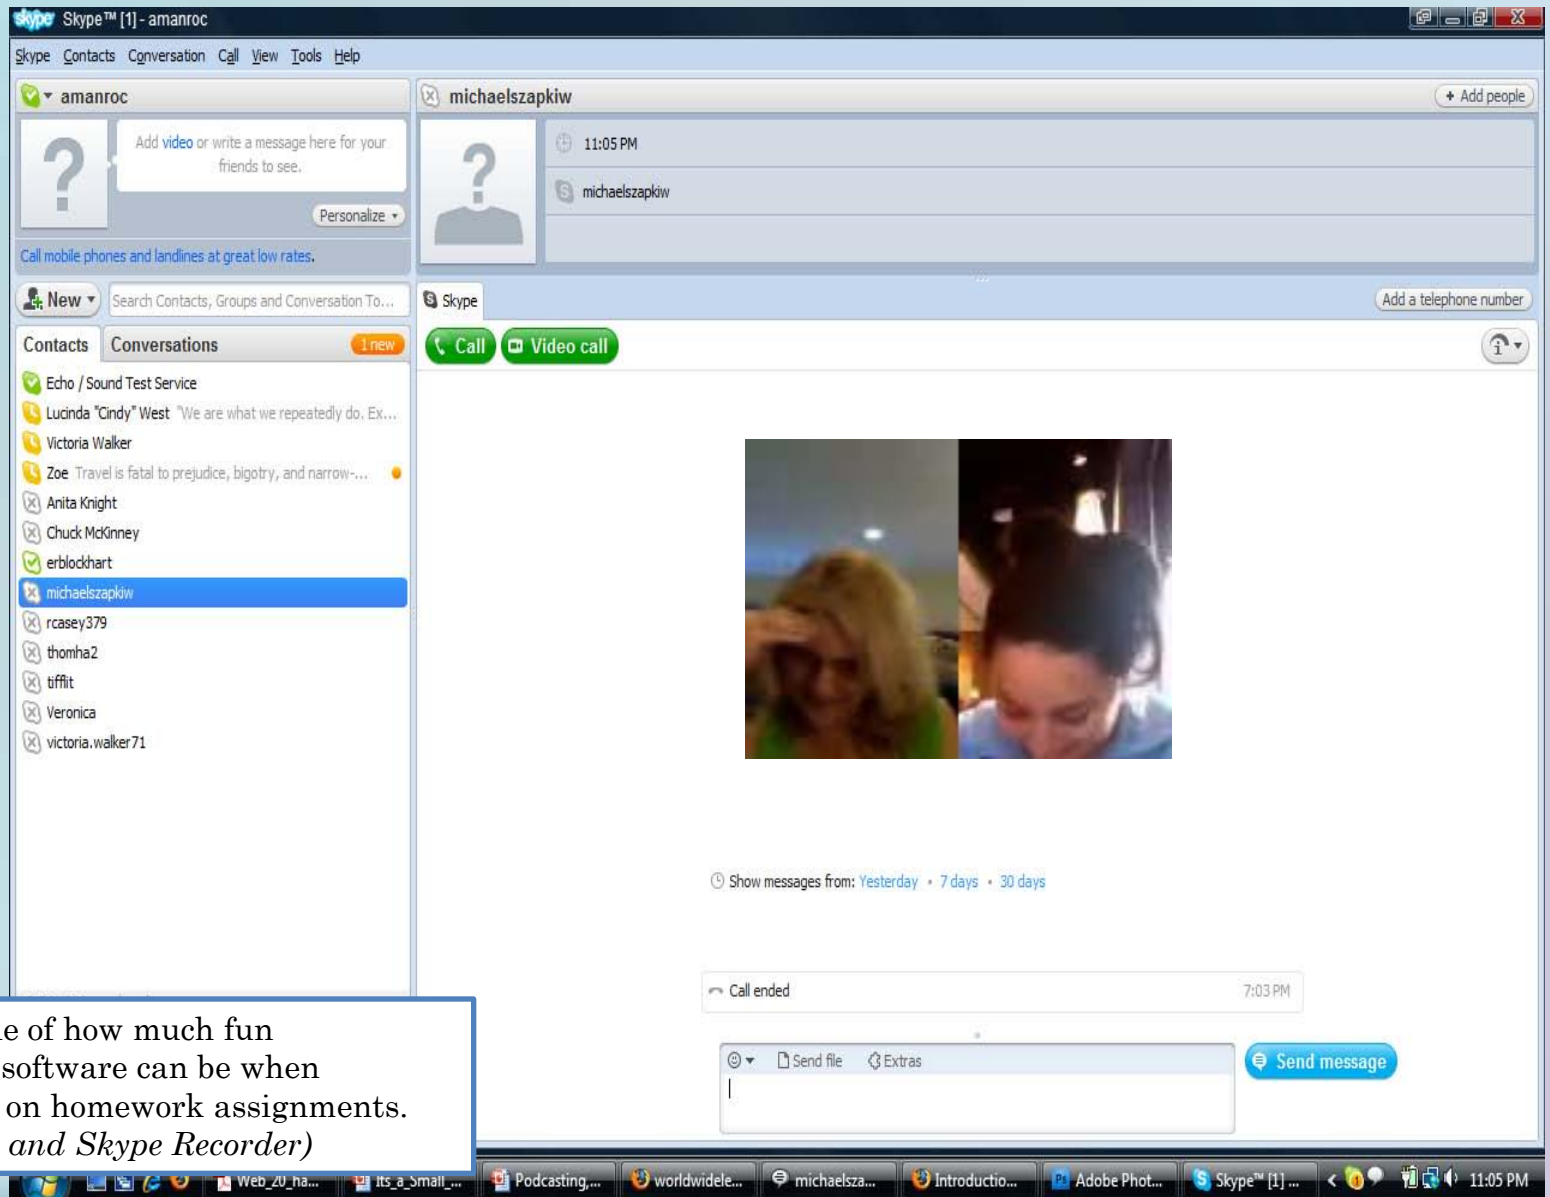 Skype™ [1] - amanroc
Skype Contacts Conversation Call View Tools Help
amanroc
Add video or write a message here for your
friends to see.
Personalize
Call mobile phones and landlines at great low rates.
New
Search Contacts, Groups and Conversation To...
Contacts Conversations 1 new
Echo / Sound Test Service
Lucinda "Cindy" West "We are what we repeatedly do. Ex...
Victoria Walker
Zoe Travel is fatal to prejudice, bigotry, and narrow-...
Anita Knight
Chuck McKinney
erblockhart
michaelszapkiw
rcasey379
thomha2
tifflit
Veronica
victoria.walker71
michaelszapkiw
+ Add people
11:05 PM
michaelszapkiw
Skype
Add a telephone number
Call Video call
Show messages from: Yesterday • 7 days • 30 days
Call ended 7:03 PM
Send file Extras
Send message
of how much fun
software can be when
on homework assignments.
and Skype Recorder)
Web_20_ha... Its_a_Small_... Podcasting,... worldwidele... michaelsza... Introductio... Adobe Phot... Skype™ [1] ... 11:05 PM